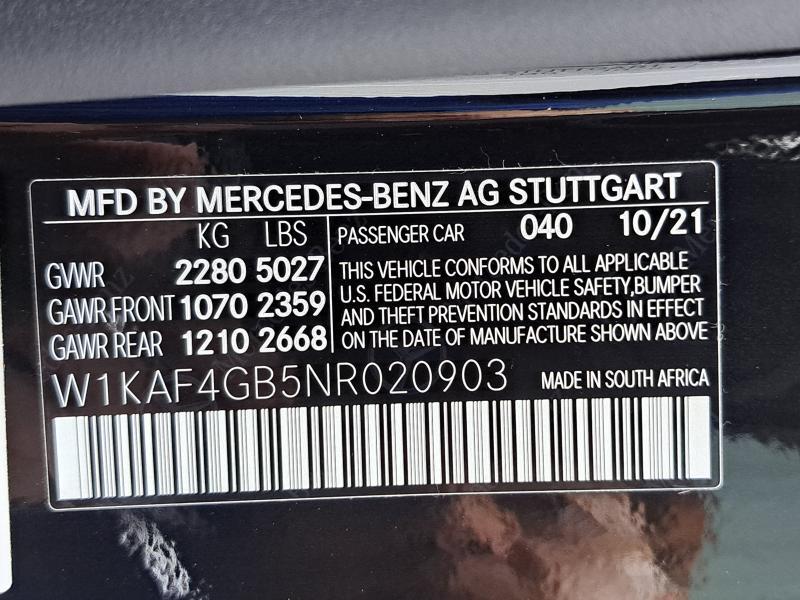 MFD BY MERCEDES-BENZ AG STUTTGART
KG LBS
GVWR 2280 5027
GAWR FRONT 1070 2359
GAWR REAR 1210 2668
PASSENGER CAR 040 10/21
THIS VEHICLE CONFORMS TO ALL APPLICABLE
U.S. FEDERAL MOTOR VEHICLE SAFETY,BUMPER
AND THEFT PREVENTION STANDARDS IN EFFECT
ON THE DATE OF MANUFACTURE SHOWN ABOVE
W1KAF4GB5NR020903
MADE IN SOUTH AFRICA